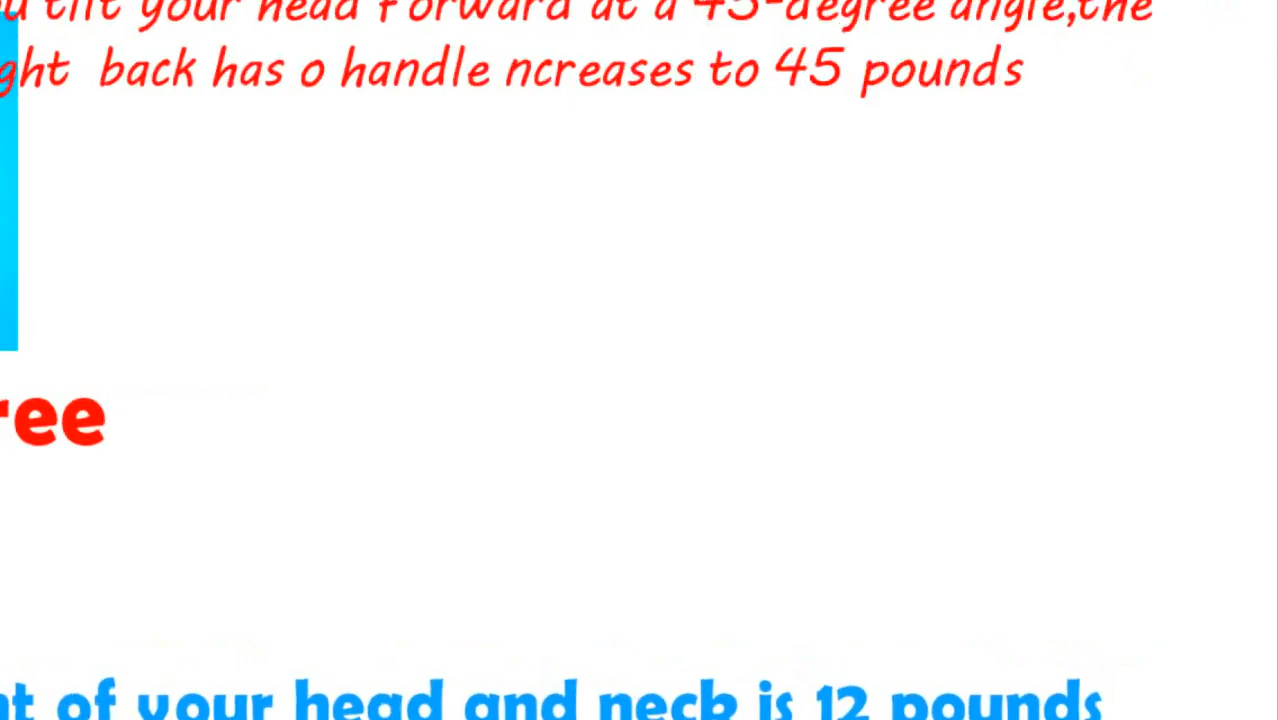 tilt your head forward at a 45-degree angle,the
ght back has o handle ncreases to 45 pounds
ree
of your head and neck is 12 pounds